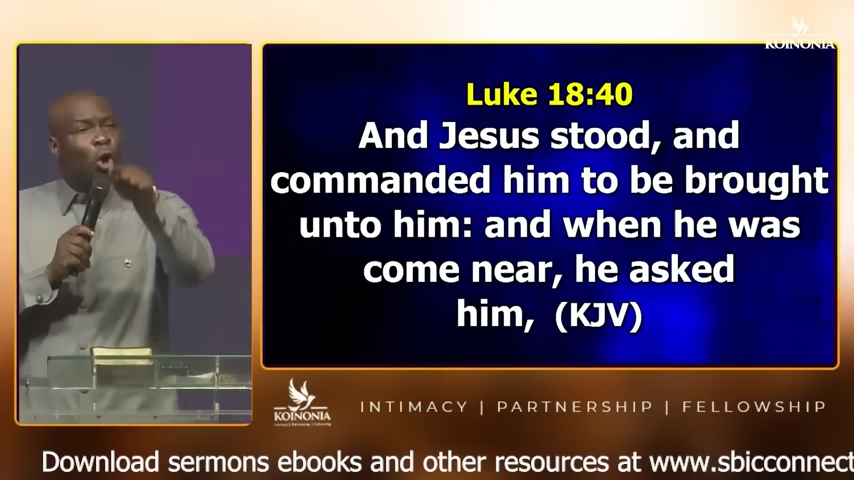 KOINONIA
Luke 18:40
And Jesus stood, and
commanded him to be brought
unto him: and when he was
come near, he asked
him, (KJV)
KOINONIA
INTIMACY | PARTNERSHIP | FELLOWSHIP
Download sermons ebooks and other resources at www.sbicconnect